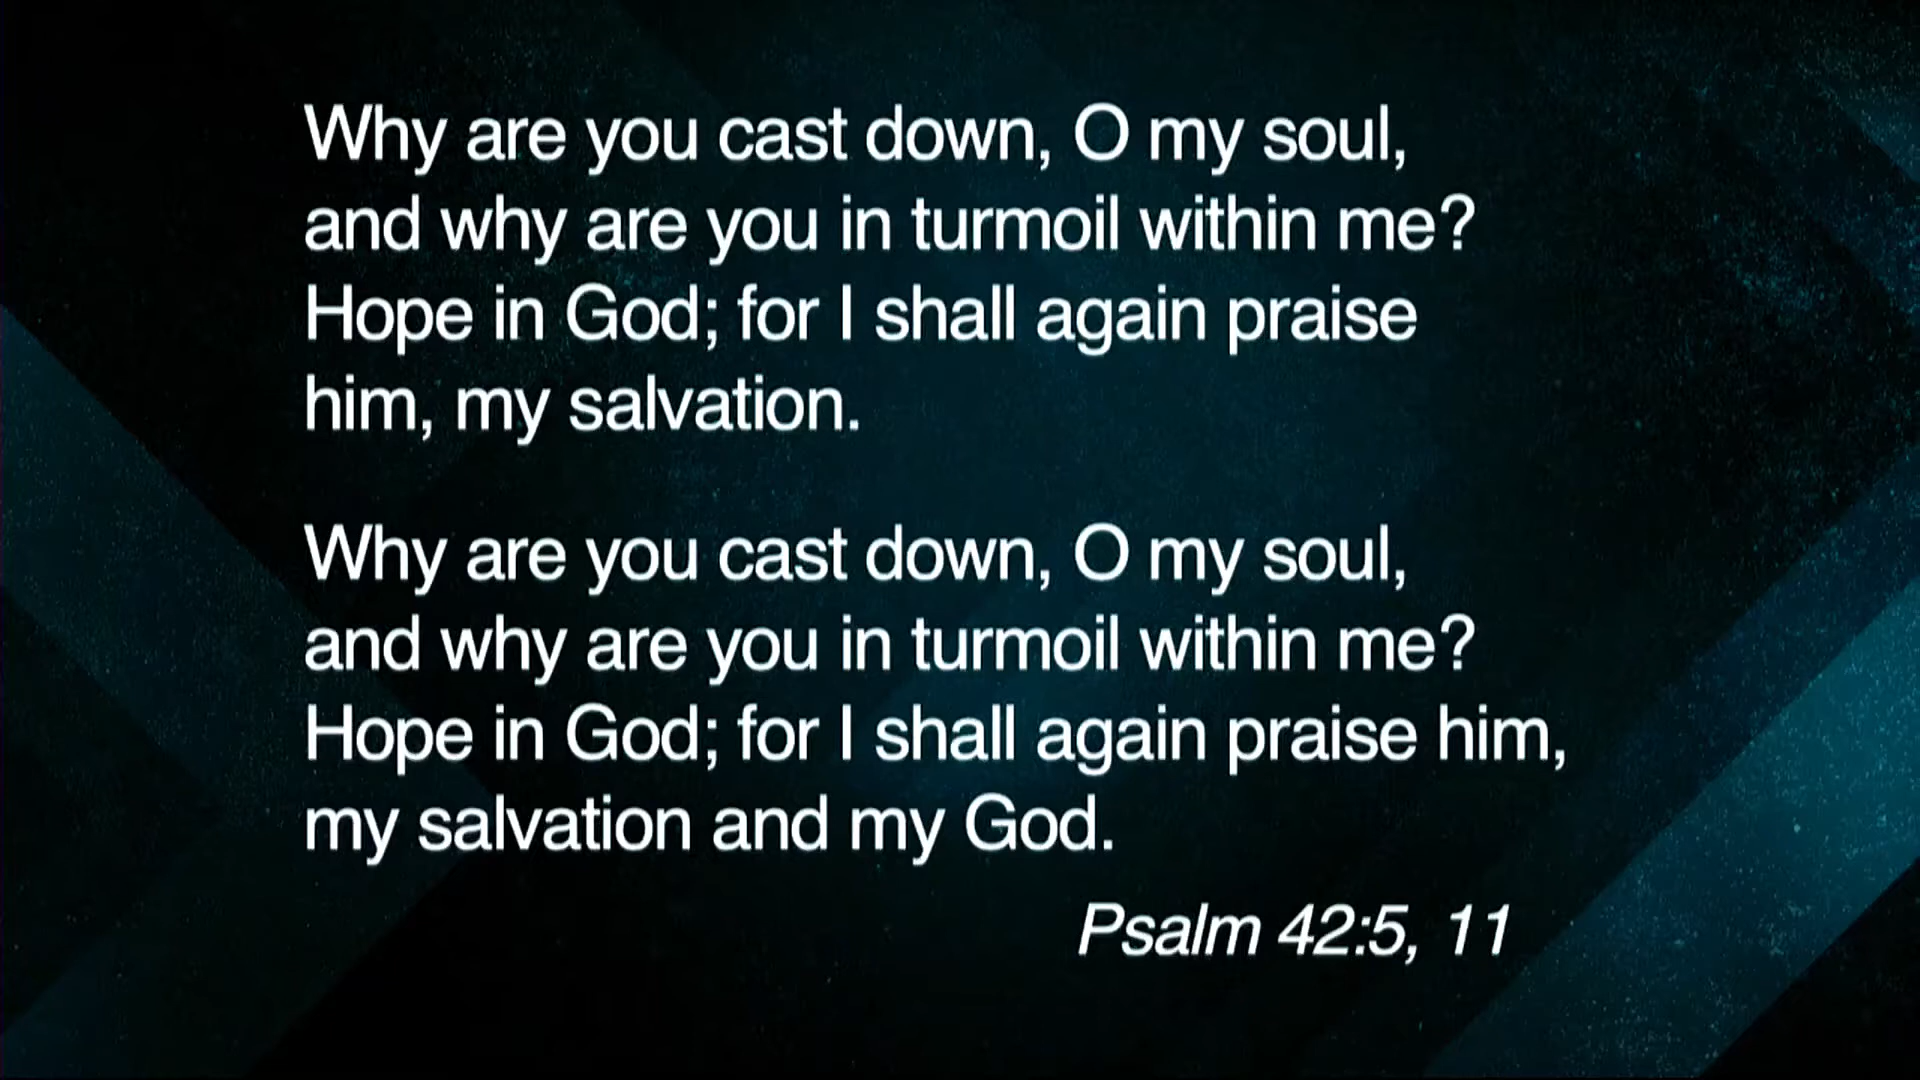 Why are you cast down, O my soul,
and why are you in turmoil within me?
Hope in God; for I shall again praise
him, my salvation.
Why are you cast down, O my soul,
and why are you in turmoil within me?
Hope in God; for I shall again praise him,
my salvation and my God.
Psalm 42:5, 11